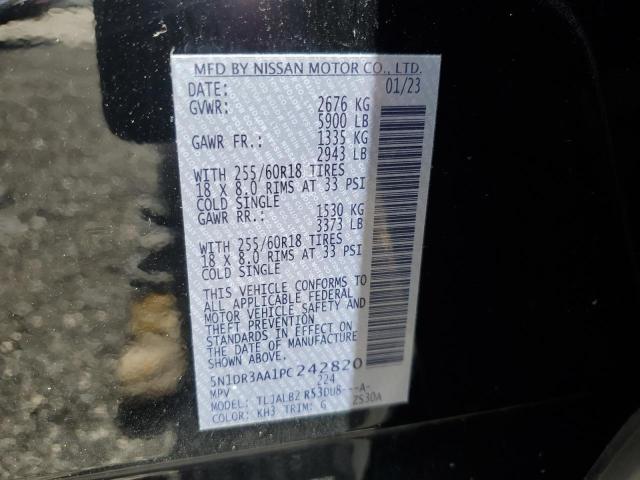 MFD BY NISSAN MOTOR CO., LTD.
DATE: 01/23
GVWR: 2676 KG
5900 LB
GAWR FR.: 1335 KG
2943 LB
WITH 255/60R18 TIRES
18 X 8.0 RIMS AT 33 PSI
COLD SINGLE
GAWR RR.: 1530 KG
3373 LB
WITH 255/60R18 TIRES
18 X 8.0 RIMS AT 33 PSI
COLD SINGLE
THIS VEHICLE CONFORMS TO
ALL APPLICABLE FEDERAL
MOTOR VEHICLE SAFETY AND
THEFT PREVENTION
STANDARDS IN EFFECT ON
THE DATE OF MANUFACTURE
SHOWN ABOVE.
5N1DR3AA1PC242820
MPV 224
MODEL: TLJALB2 R53DU8---A-
COLOR: KH3 TRIM: G ZS30A